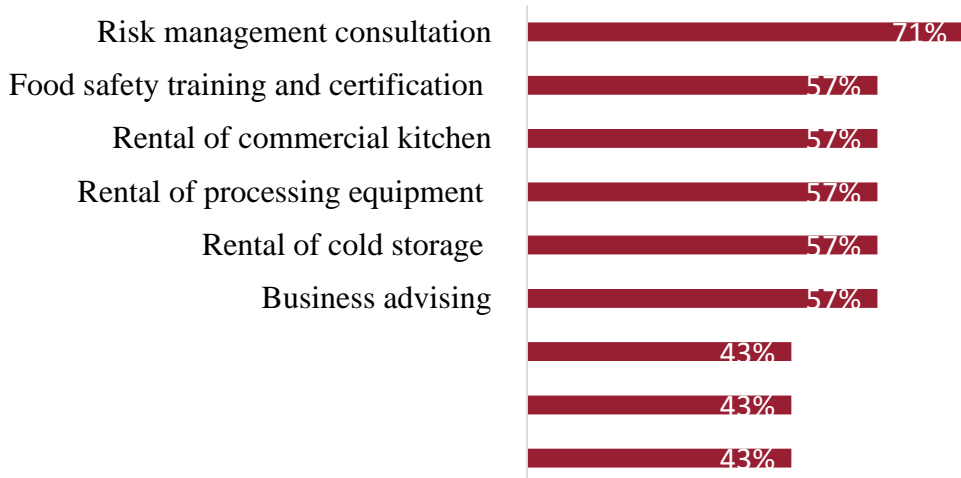 Risk management consultation 71%
Food safety training and certification 57%
Rental of commercial kitchen 57%
Rental of processing equipment 57%
Rental of cold storage 57%
Business advising 57%
43%
43%
43%